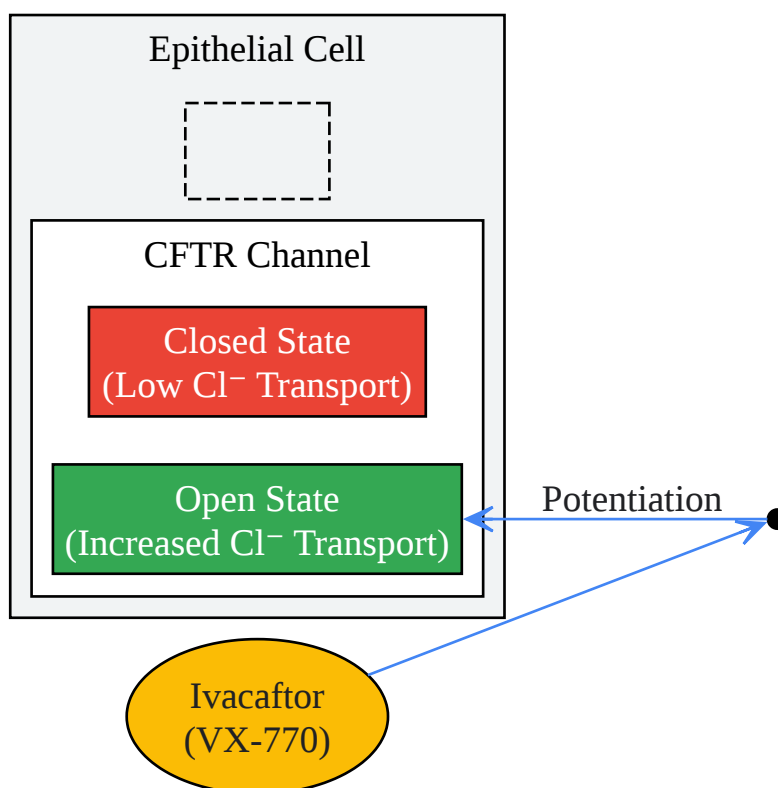 Epithelial Cell
CFTR Channel
Closed State
(Low Cl⁻ Transport)
Open State
(Increased Cl⁻ Transport)
Potentiation
Ivacaftor
(VX-770)